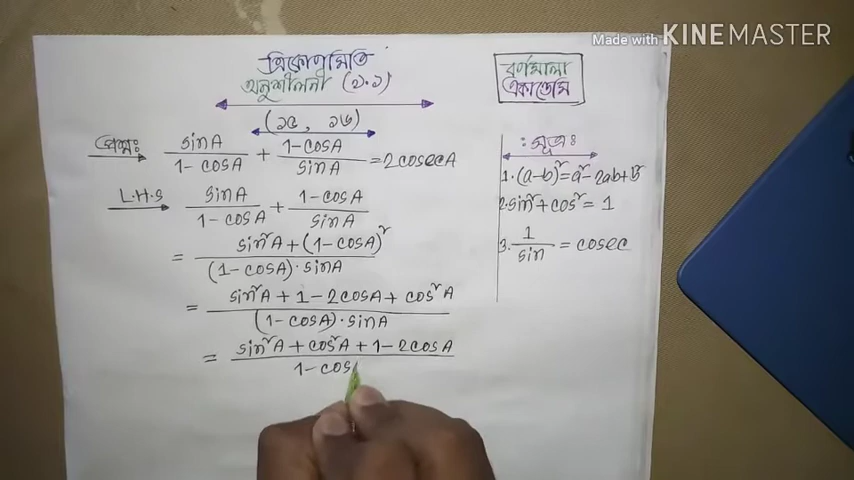 Made with KINEMASTER
ত্রিকোণমিতি
অনুশীলনী (৯.১)
(১৫, ১৬)
প্রশ্নঃ sinA/(1-cosA) + (1-cosA)/sinA = 2cosecA
L.H.S sinA/(1-cosA) + (1-cosA)/sinA
= (sin²A + (1-cosA)²)/((1-cosA)·sinA)
= (sin²A + 1 - 2cosA + cos²A)/((1-cosA)·sinA)
= (sin²A + cos²A + 1 - 2cosA)/(1-cos
বর্ণমালা
একাডেমি
:সূত্রঃ
1. (a-b)² = a² - 2ab + b²
2. sin² + cos² = 1
3. 1/sin = cosec